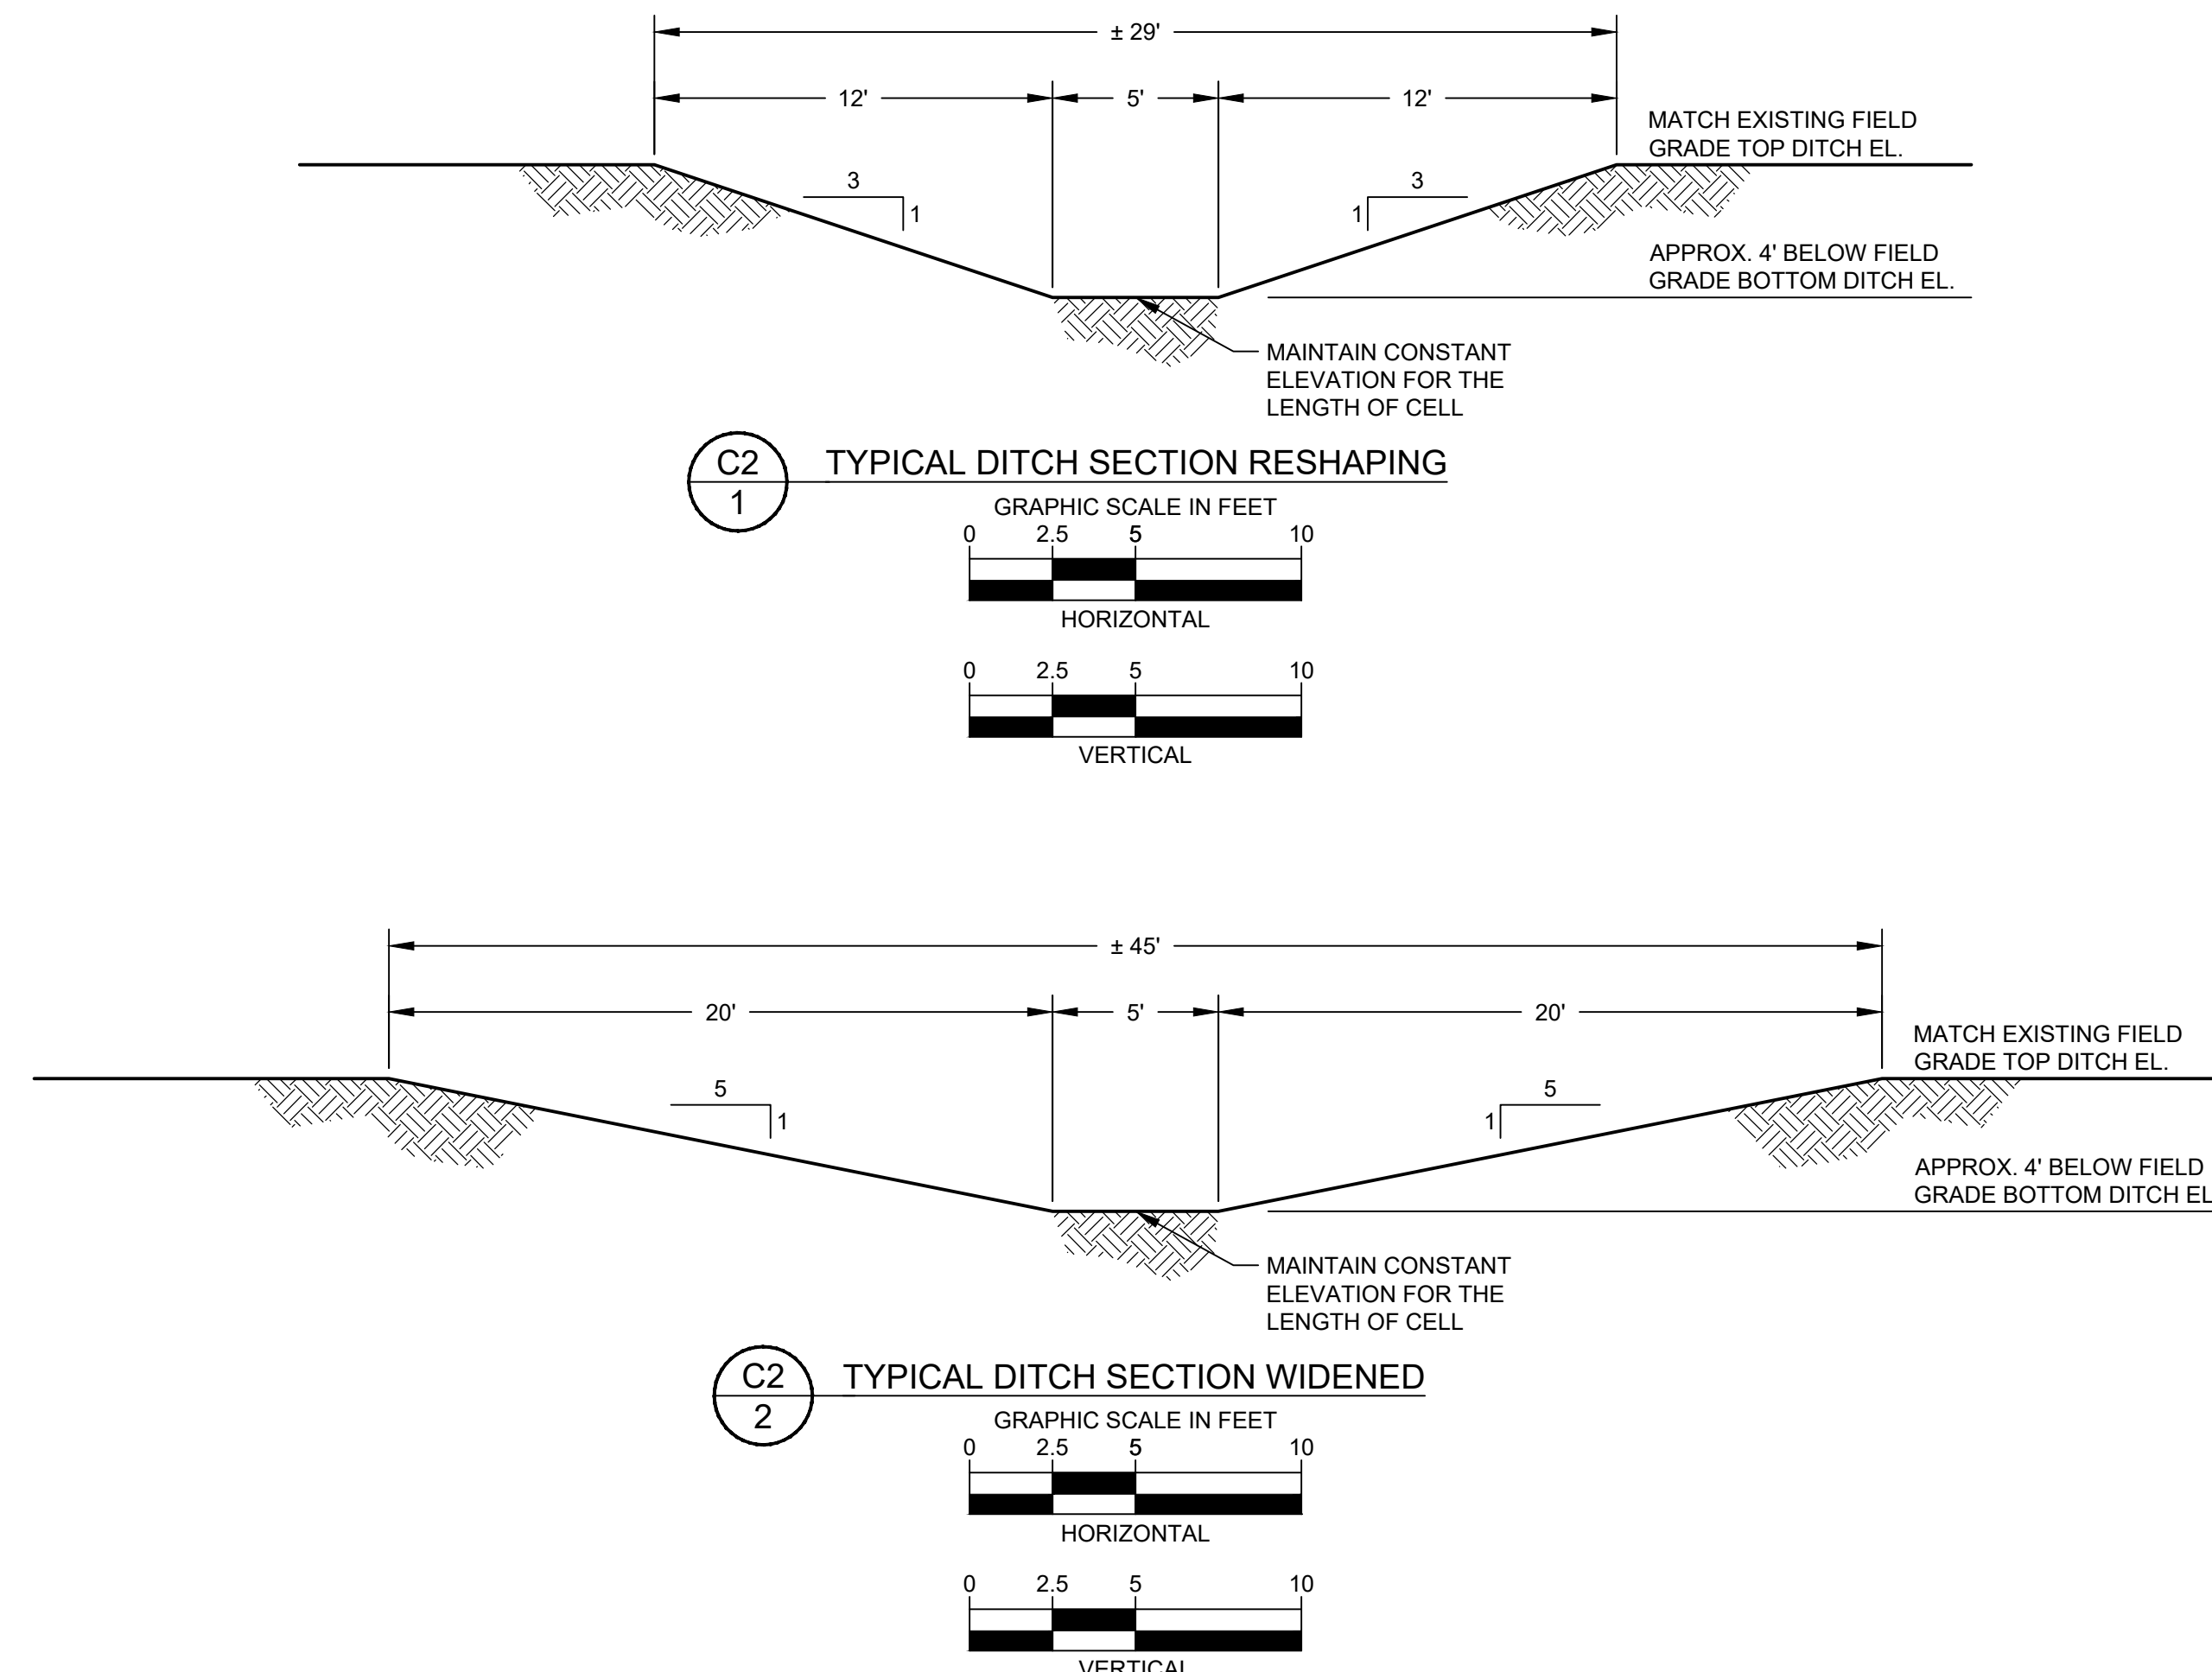 ± 29'
12'
5'
12'
MATCH EXISTING FIELD
GRADE TOP DITCH EL.
3
1
3
1
APPROX. 4' BELOW FIELD
GRADE BOTTOM DITCH EL.
MAINTAIN CONSTANT
ELEVATION FOR THE
LENGTH OF CELL
C2
1
TYPICAL DITCH SECTION RESHAPING
GRAPHIC SCALE IN FEET
0 2.5 5 10
HORIZONTAL
0 2.5 5 10
VERTICAL
± 45'
20'
5'
20'
MATCH EXISTING FIELD
GRADE TOP DITCH EL.
5
1
5
1
APPROX. 4' BELOW FIELD
GRADE BOTTOM DITCH EL
MAINTAIN CONSTANT
ELEVATION FOR THE
LENGTH OF CELL
C2
2
TYPICAL DITCH SECTION WIDENED
GRAPHIC SCALE IN FEET
0 2.5 5 10
HORIZONTAL
0 2.5 5 10
VERTICAL